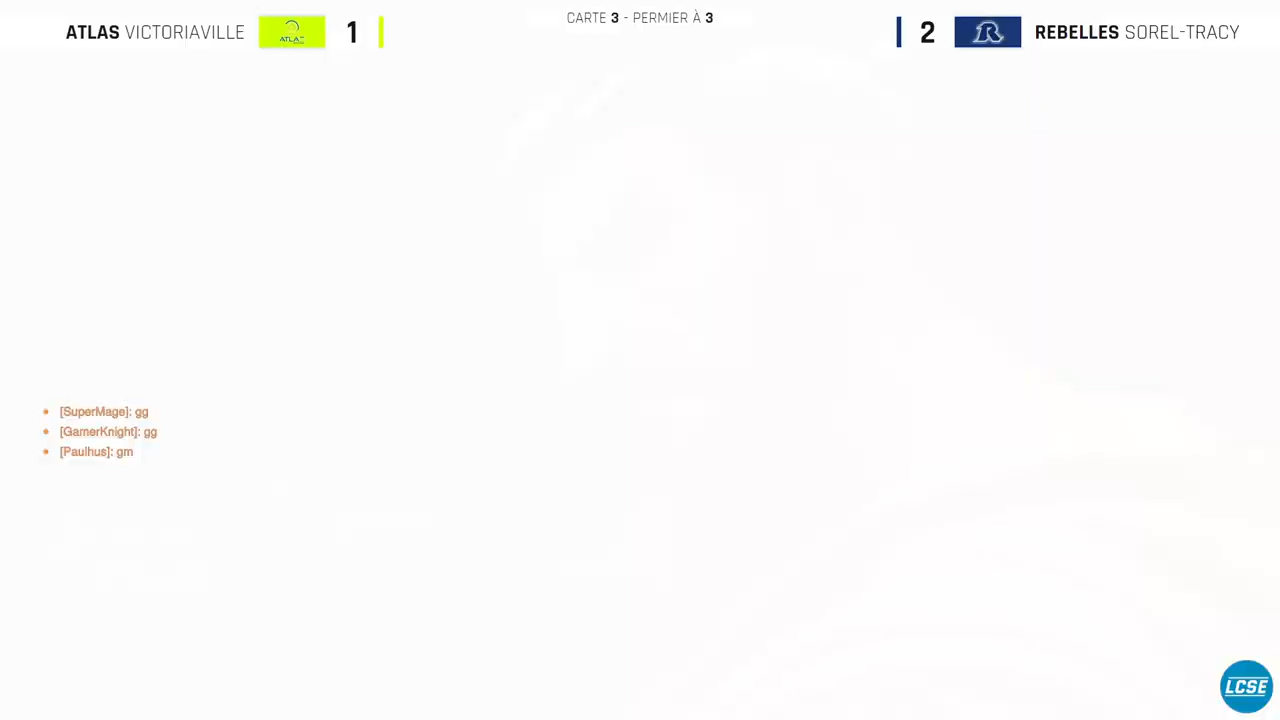 ATLAS VICTORIAVILLE
ATLAS
1
CARTE 3 - PERMIER À 3
2
R
REBELLES SOREL-TRACY
[SuperMage]: gg
[GamerKnight]: gg
[Paulhus]: gm
LCSE